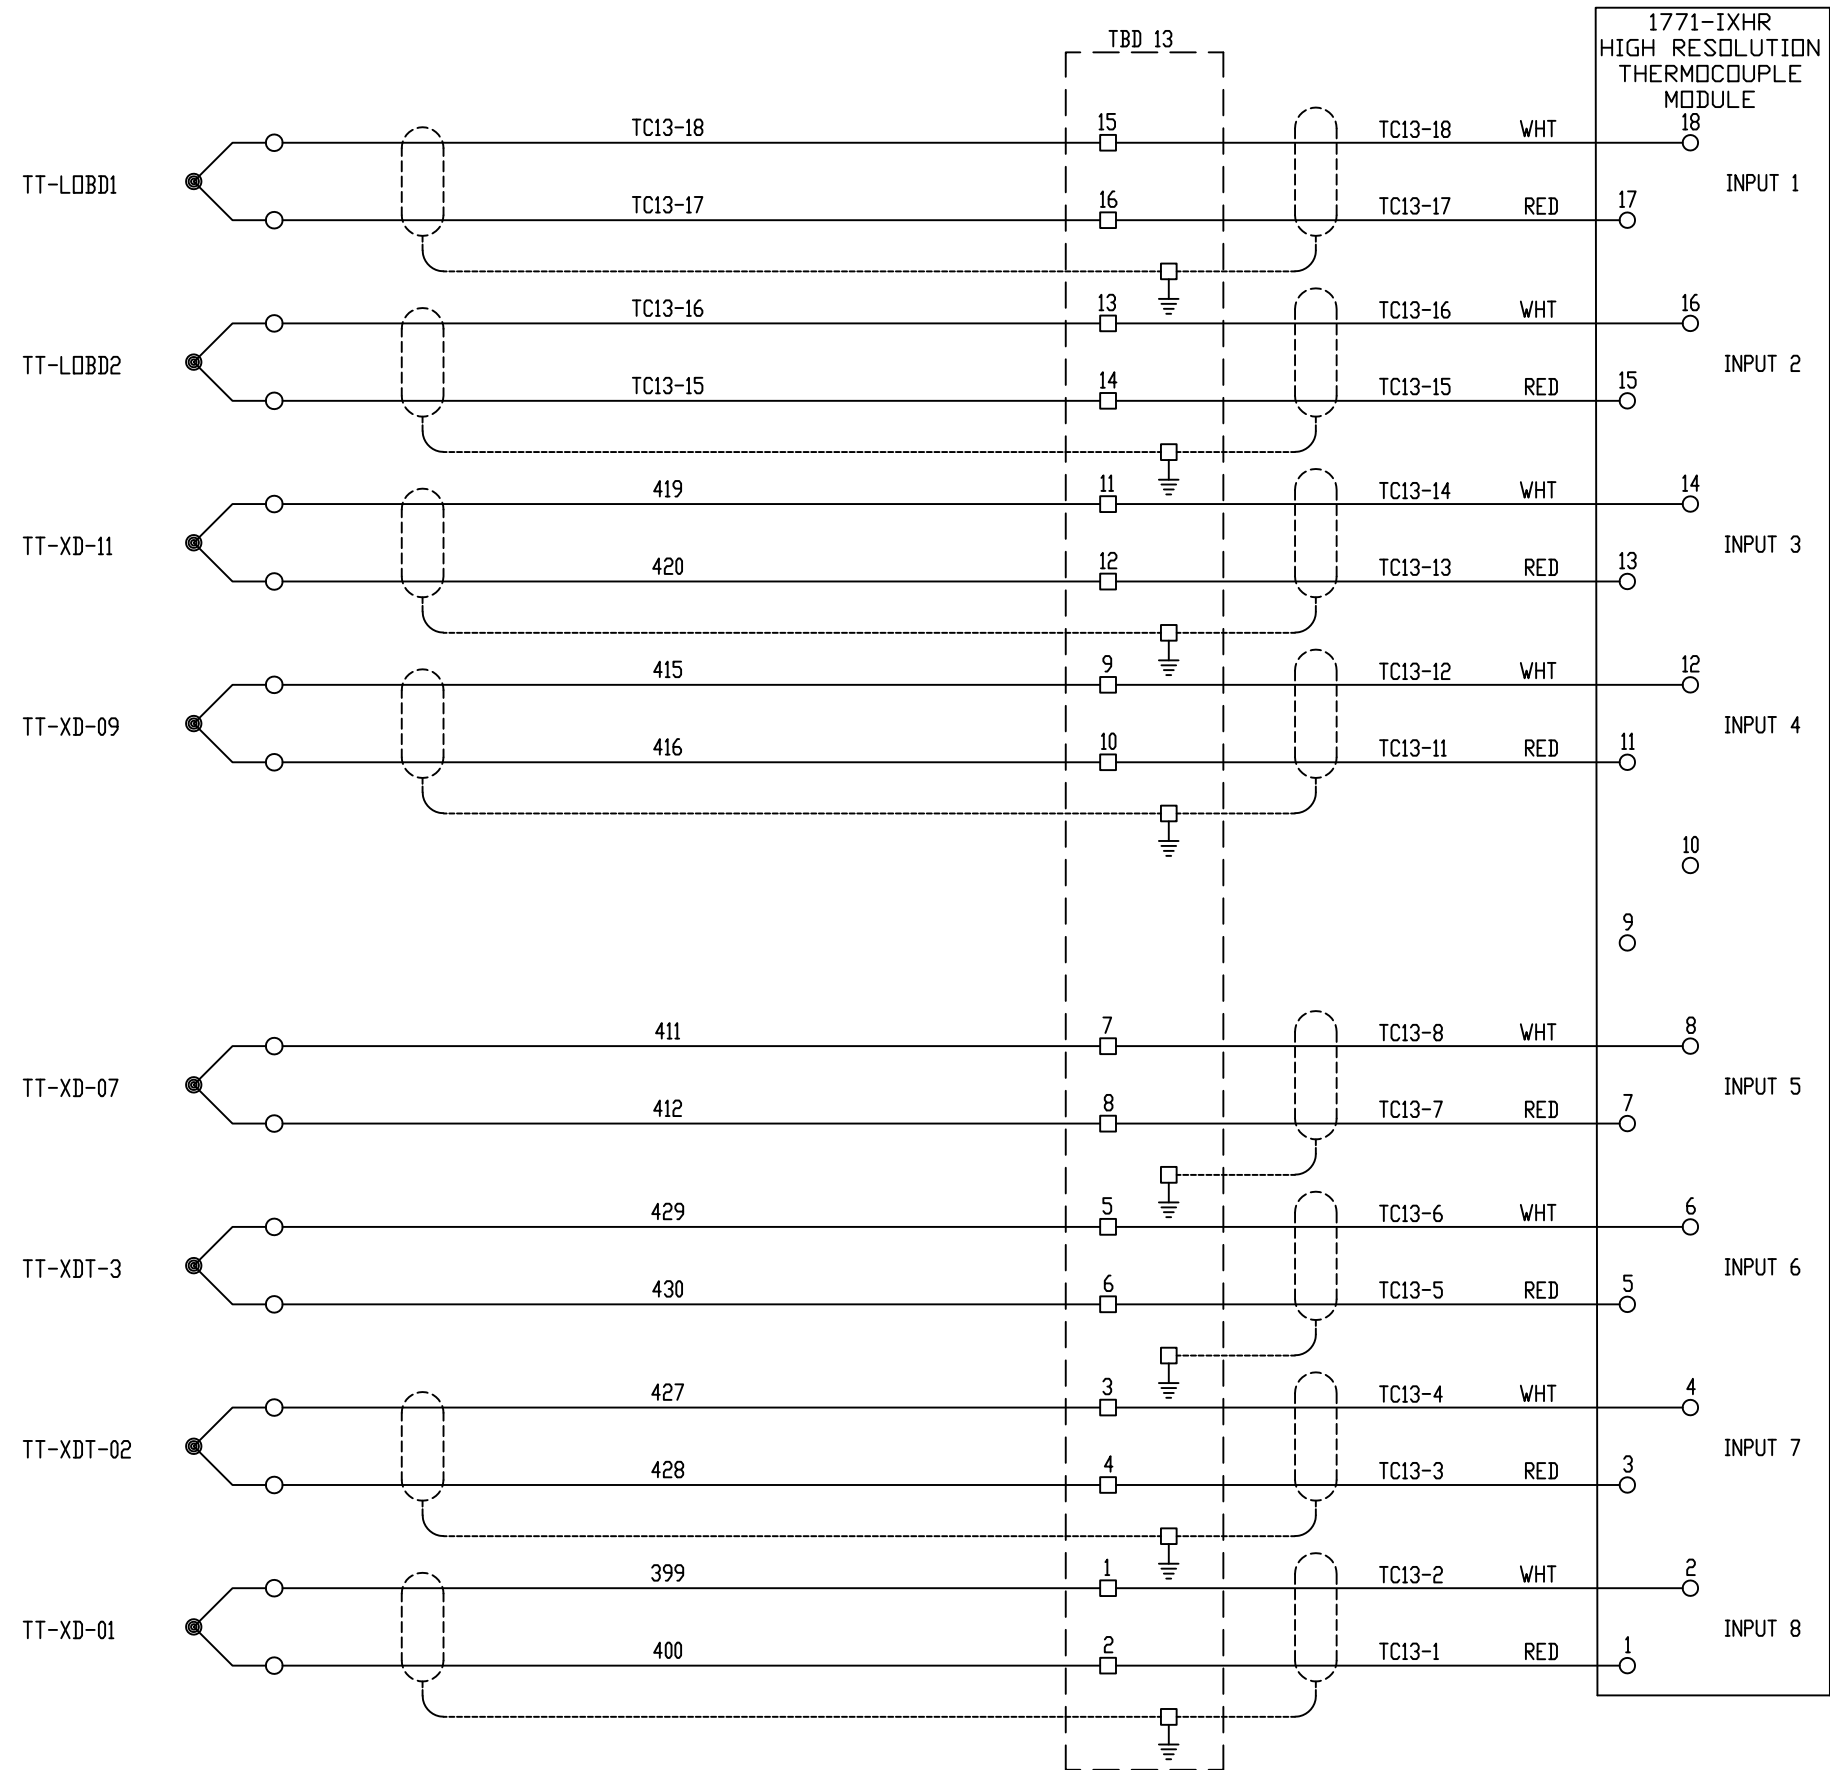 1771-IXHR
HIGH RESOLUTION
THERMOCOUPLE
MODULE
TBD 13
TC13-18 15 TC13-18 WHT 18
TT-LOBD1 INPUT 1
TC13-17 16 TC13-17 RED 17
TC13-16 13 TC13-16 WHT 16
TT-LOBD2 INPUT 2
TC13-15 14 TC13-15 RED 15
419 11 TC13-14 WHT 14
TT-XD-11 INPUT 3
420 12 TC13-13 RED 13
415 9 TC13-12 WHT 12
TT-XD-09 INPUT 4
416 10 TC13-11 RED 11
10
9
411 7 TC13-8 WHT 8
TT-XD-07 INPUT 5
412 8 TC13-7 RED 7
429 5 TC13-6 WHT 6
TT-XDT-3 INPUT 6
430 6 TC13-5 RED 5
427 3 TC13-4 WHT 4
TT-XDT-02 INPUT 7
428 4 TC13-3 RED 3
399 1 TC13-2 WHT 2
TT-XD-01 INPUT 8
400 2 TC13-1 RED 1